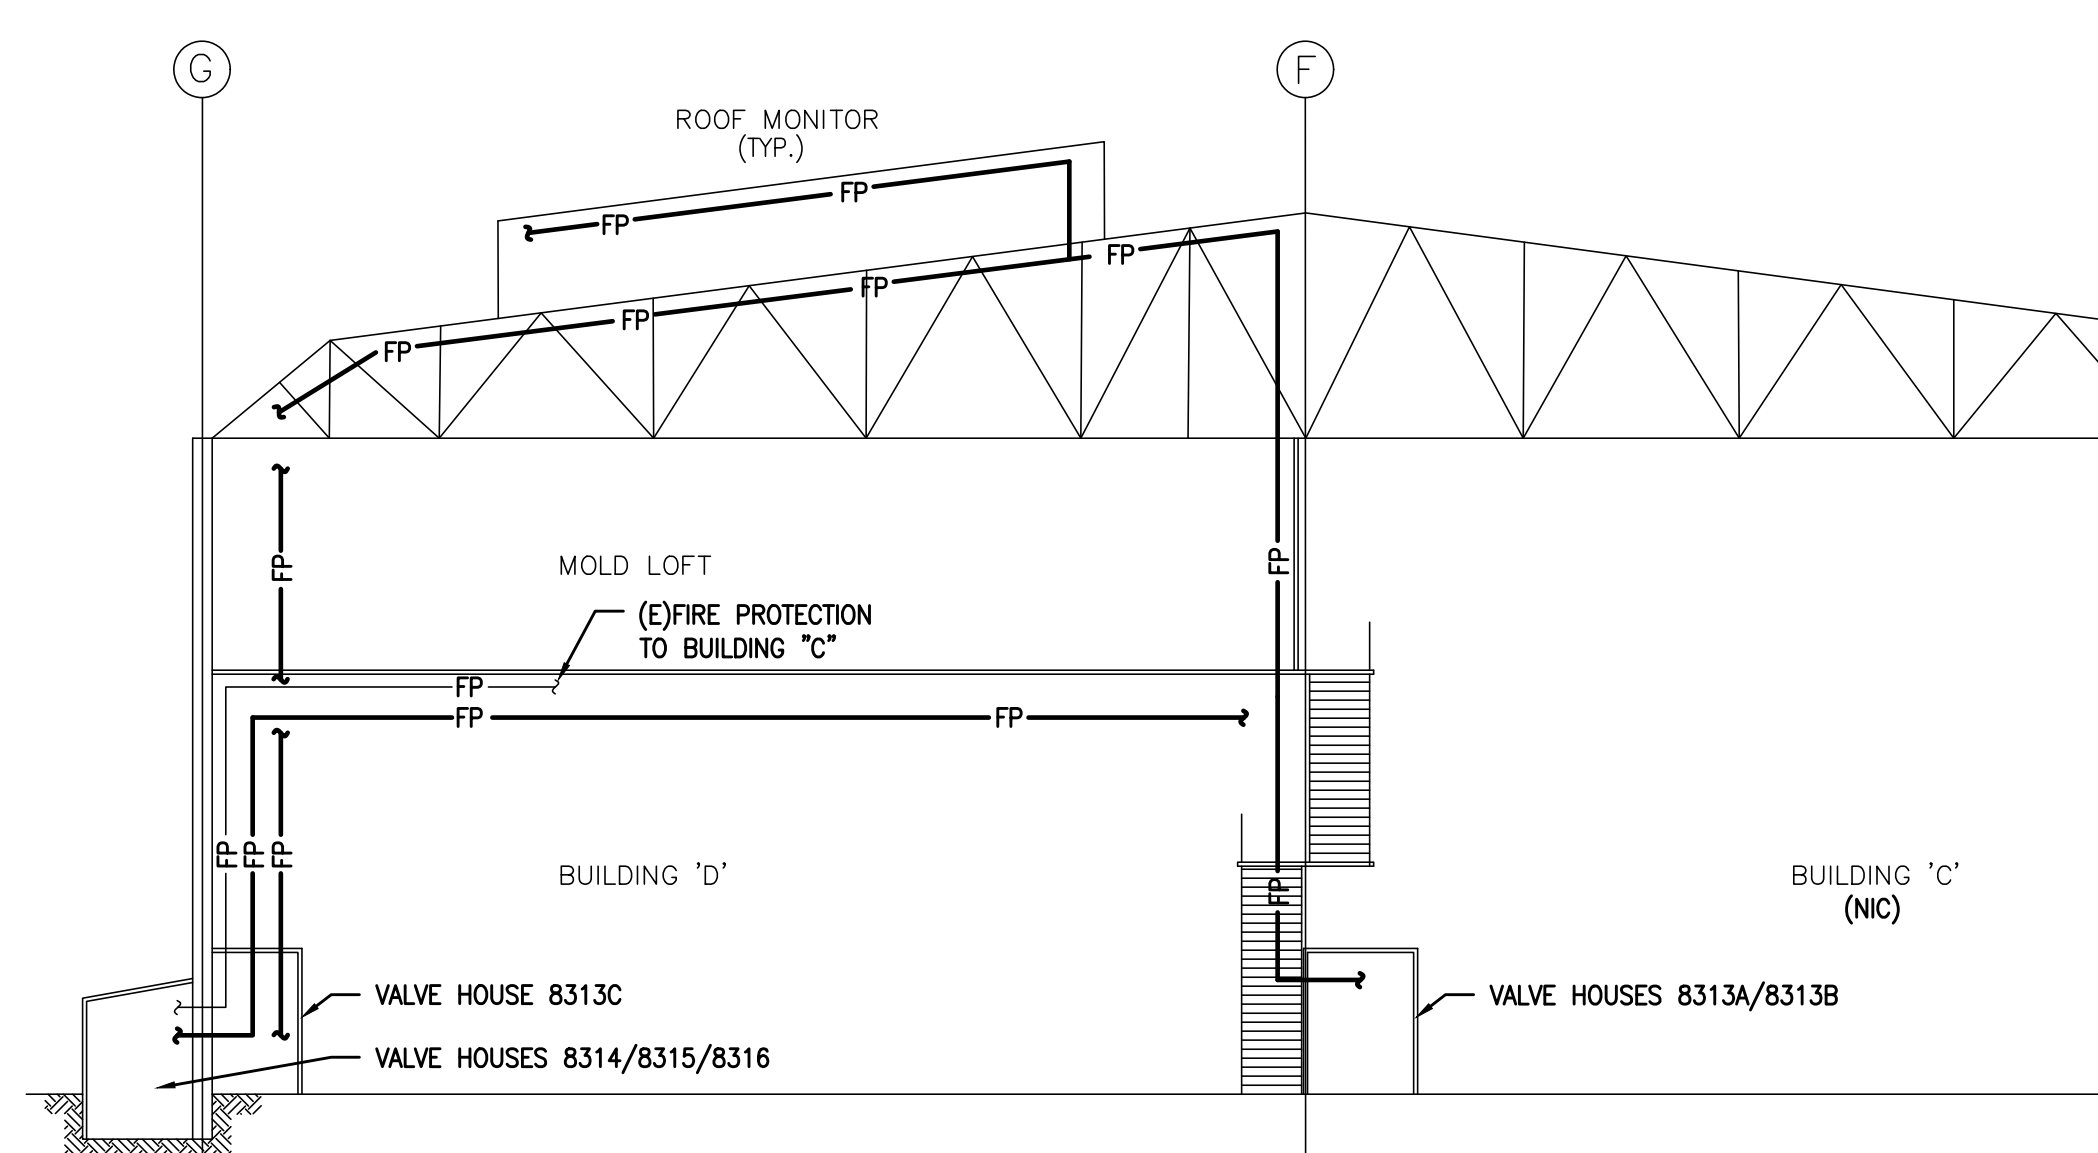 G
F
ROOF MONITOR
(TYP.)
FP
FP
FP
FP
FP
FP
FP
FP
MOLD LOFT
(E)FIRE PROTECTION
TO BUILDING "C"
FP
FP
FP
FP
FP
FP
BUILDING 'D'
FP
BUILDING 'C'
(NIC)
VALVE HOUSE 8313C
VALVE HOUSES 8313A/8313B
VALVE HOUSES 8314/8315/8316